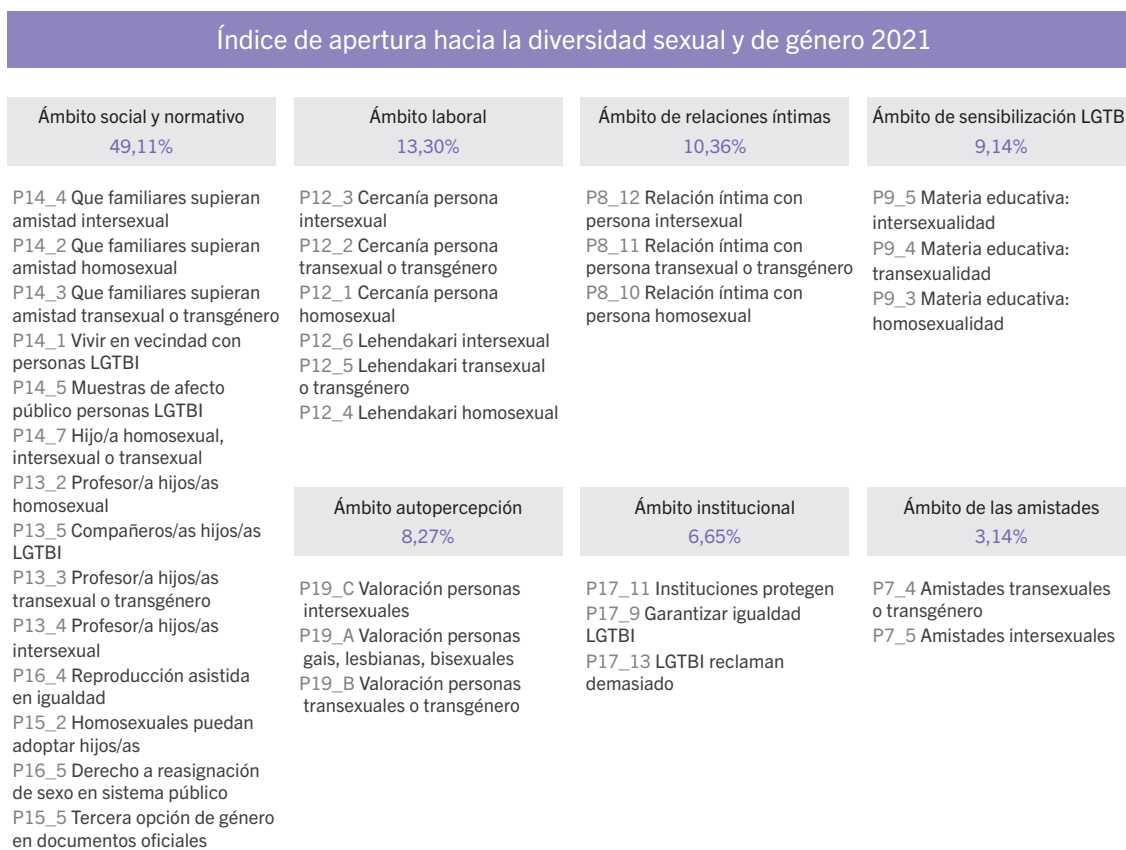 Índice de apertura hacia la diversidad sexual y de género 2021
Ámbito social y normativo
49,11%
P14_4 Que familiares supieran
amistad intersexual
P14_2 Que familiares supieran
amistad homosexual
P14_3 Que familiares supieran
amistad transexual o transgénero
P14_1 Vivir en vecindad con
personas LGTBI
P14_5 Muestras de afecto
público personas LGTBI
P14_7 Hijo/a homosexual,
intersexual o transexual
P13_2 Profesor/a hijos/as
homosexual
P13_5 Compañeros/as hijos/as
LGTBI
P13_3 Profesor/a hijos/as
transexual o transgénero
P13_4 Profesor/a hijos/as
intersexual
P16_4 Reproducción asistida
en igualdad
P15_2 Homosexuales puedan
adoptar hijos/as
P16_5 Derecho a reasignación
de sexo en sistema público
P15_5 Tercera opción de género
en documentos oficiales
Ámbito laboral
13,30%
P12_3 Cercanía persona
intersexual
P12_2 Cercanía persona
transexual o transgénero
P12_1 Cercanía persona
homosexual
P12_6 Lehendakari intersexual
P12_5 Lehendakari transexual
o transgénero
P12_4 Lehendakari homosexual
Ámbito de relaciones íntimas
10,36%
P8_12 Relación íntima con
persona intersexual
P8_11 Relación íntima con
persona transexual o transgénero
P8_10 Relación íntima con
persona homosexual
Ámbito de sensibilización LGTB
9,14%
P9_5 Materia educativa:
intersexualidad
P9_4 Materia educativa:
transexualidad
P9_3 Materia educativa:
homosexualidad
Ámbito autopercepción
8,27%
P19_C Valoración personas
intersexuales
P19_A Valoración personas
gais, lesbianas, bisexuales
P19_B Valoración personas
transexuales o transgénero
Ámbito institucional
6,65%
P17_11 Instituciones protegen
P17_9 Garantizar igualdad
LGTBI
P17_13 LGTBI reclaman
demasiado
Ámbito de las amistades
3,14%
P7_4 Amistades transexuales
o transgénero
P7_5 Amistades intersexuales